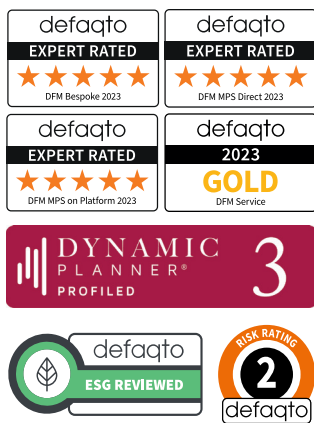 defaqto
EXPERT RATED
DFM Bespoke 2023
defaqto
EXPERT RATED
DFM MPS Direct 2023
defaqto
EXPERT RATED
DFM MPS on Platform 2023
defaqto
2023
GOLD
DFM Service
DYNAMIC
PLANNER®
PROFILED
3
defaqto
ESG REVIEWED
RISK RATING
2
defaqto